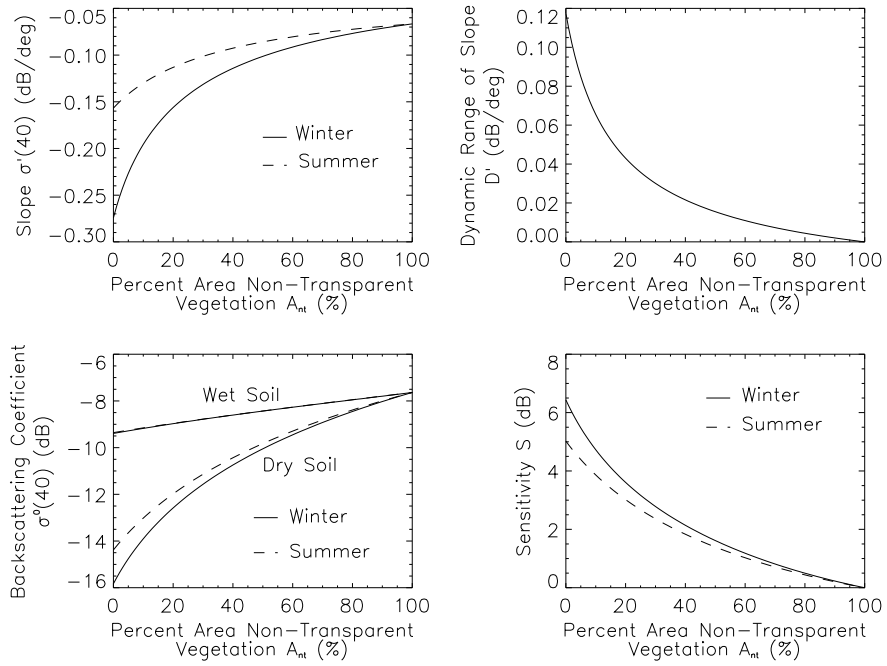 Slope σ'(40) (dB/deg)
-0.05
-0.10
-0.15
-0.20
-0.25
-0.30
Winter
Summer
0 20 40 60 80 100
Percent Area Non-Transparent
Vegetation Ant (%)
Dynamic Range of Slope
D' (dB/deg)
0.12
0.10
0.08
0.06
0.04
0.02
0.00
0 20 40 60 80 100
Percent Area Non-Transparent
Vegetation Ant (%)
Backscattering Coefficient
σ°(40) (dB)
-6
-8
-10
-12
-14
-16
Wet Soil
Dry Soil
Winter
Summer
0 20 40 60 80 100
Percent Area Non-Transparent
Vegetation Ant (%)
Sensitivity S (dB)
8
6
4
2
0
Winter
Summer
0 20 40 60 80 100
Percent Area Non-Transparent
Vegetation Ant (%)